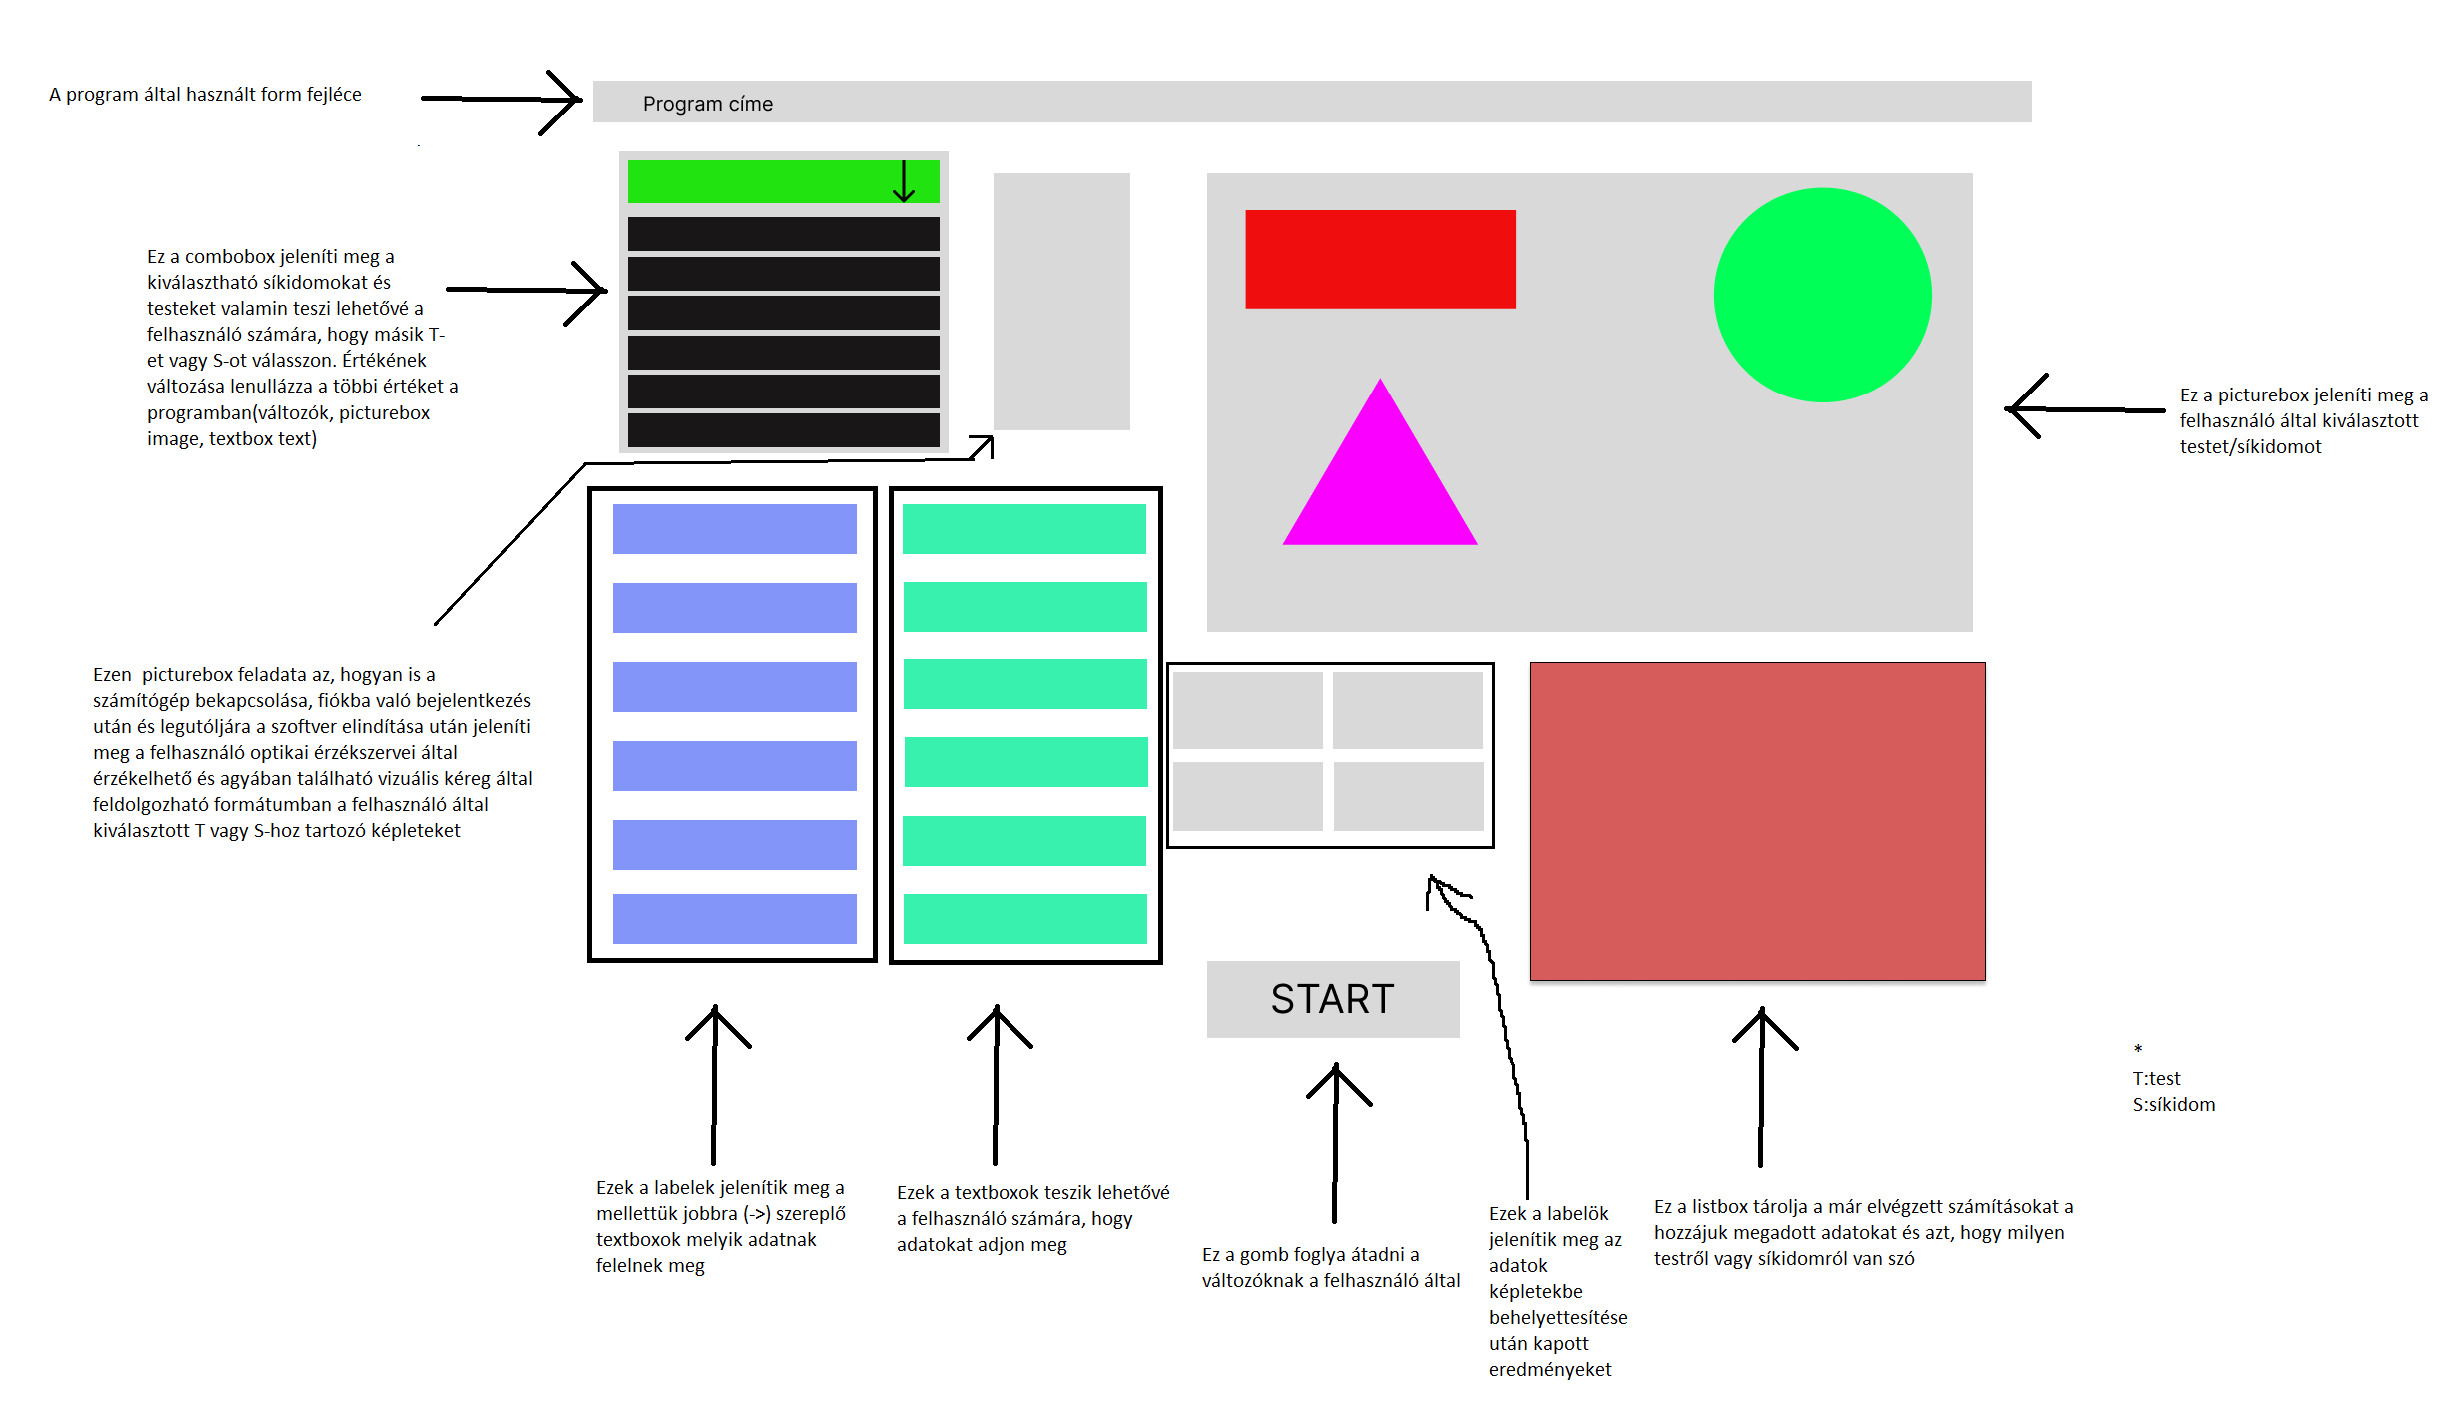 A program által használt form fejléce
Program címe
Ez a combobox jeleníti meg a
kiválasztható síkidomokat és
testeket valamin teszi lehetővé a
felhasználó számára, hogy másik T-
et vagy S-ot válasszon. Értékének
változása lenullázza a többi értéket a
programban(változók, picturebox
image, textbox text)
Ez a picturebox jeleníti meg a
felhasználó által kiválasztott
testet/síkidomot
Ezen  picturebox feladata az, hogyan is a
számítógép bekapcsolása, fiókba való bejelentkezés
után és legutóljára a szoftver elindítása után jeleníti
meg a felhasználó optikai érzékszervei által
érzékelhető és agyában található vizuális kéreg által
feldolgozható formátumban a felhasználó által
kiválasztott T vagy S-hoz tartozó képleteket
START
*
T:test
S:síkidom
Ezek a labelek jelenítik meg a
mellettük jobbra (->) szereplő
textboxok melyik adatnak
felelnek meg
Ezek a textboxok teszik lehetővé
a felhasználó számára, hogy
adatokat adjon meg
Ez a gomb foglya átadni a
változóknak a felhasználó által
Ezek a labelök
jelenítik meg az
adatok
képletekbe
behelyettesítése
után kapott
eredményeket
Ez a listbox tárolja a már elvégzett számításokat a
hozzájuk megadott adatokat és azt, hogy milyen
testről vagy síkidomról van szó